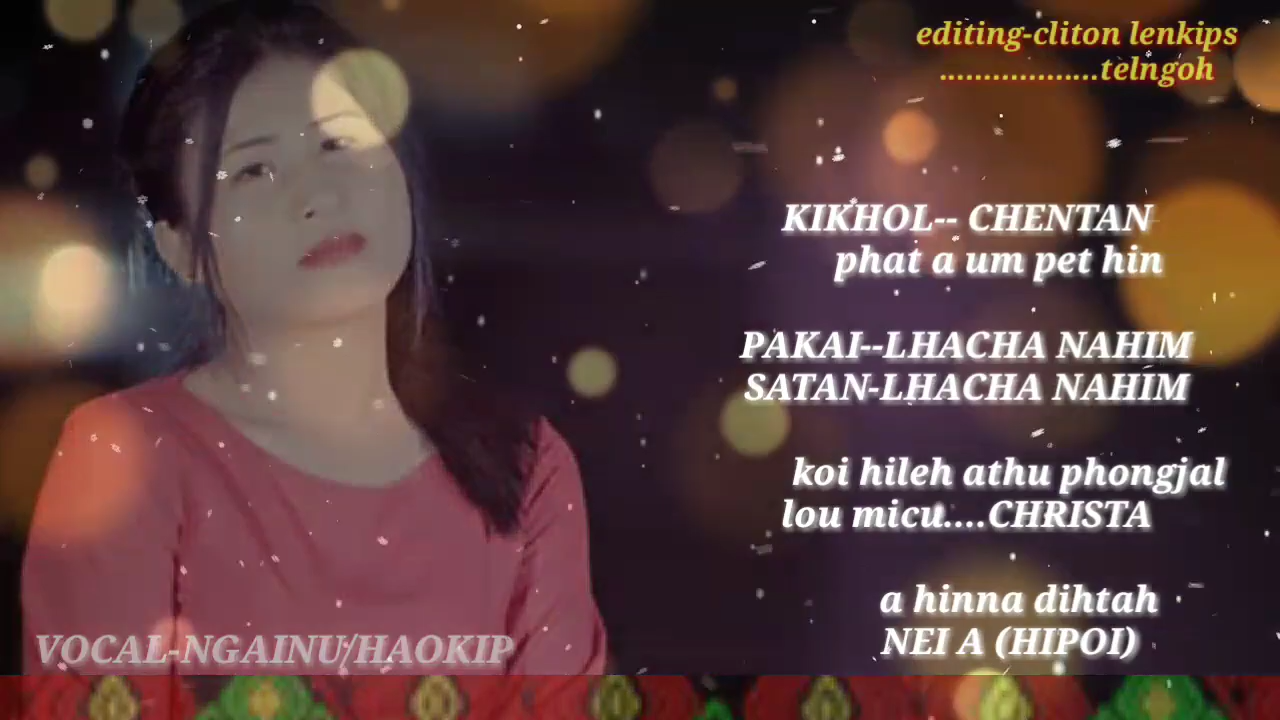 editing-cliton lenkips
..................telngoh
KIKHOL-- CHENTAN
phat a um pet hin
PAKAI--LHACHA NAHIM
SATAN-LHACHA NAHIM
koi hileh athu phongjal
lou micu....CHRISTA
a hinna dihtah
NEI A (HIPOI)
VOCAL-NGAINU/HAOKIP